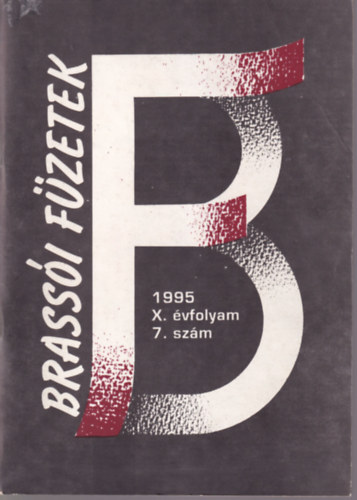 BRASSÓI FÜZETEK
1995
X. évfolyam
7. szám